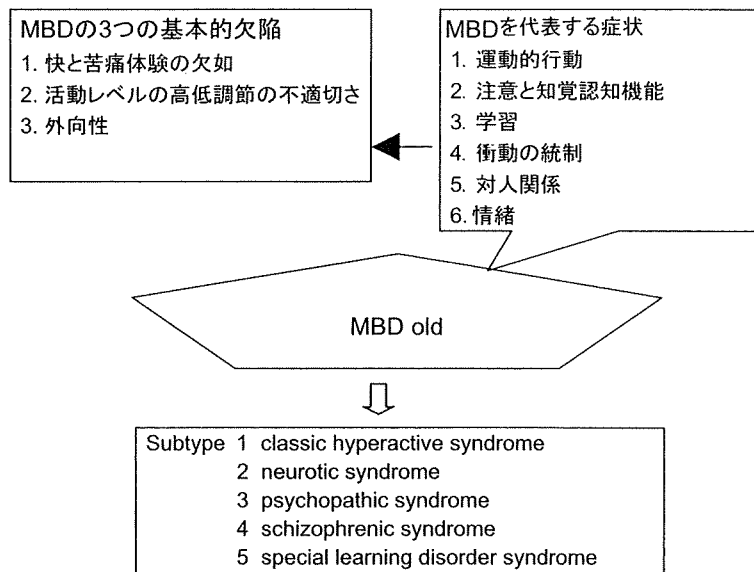 MBDの3つの基本的欠陥
1. 快と苦痛体験の欠如
2. 活動レベルの高低調節の不適切さ
3. 外向性
MBDを代表する症状
1. 運動的行動
2. 注意と知覚認知機能
3. 学習
4. 衝動の統制
5. 対人関係
6. 情緒
MBD old
Subtype 1 classic hyperactive syndrome
2 neurotic syndrome
3 psychopathic syndrome
4 schizophrenic syndrome
5 special learning disorder syndrome